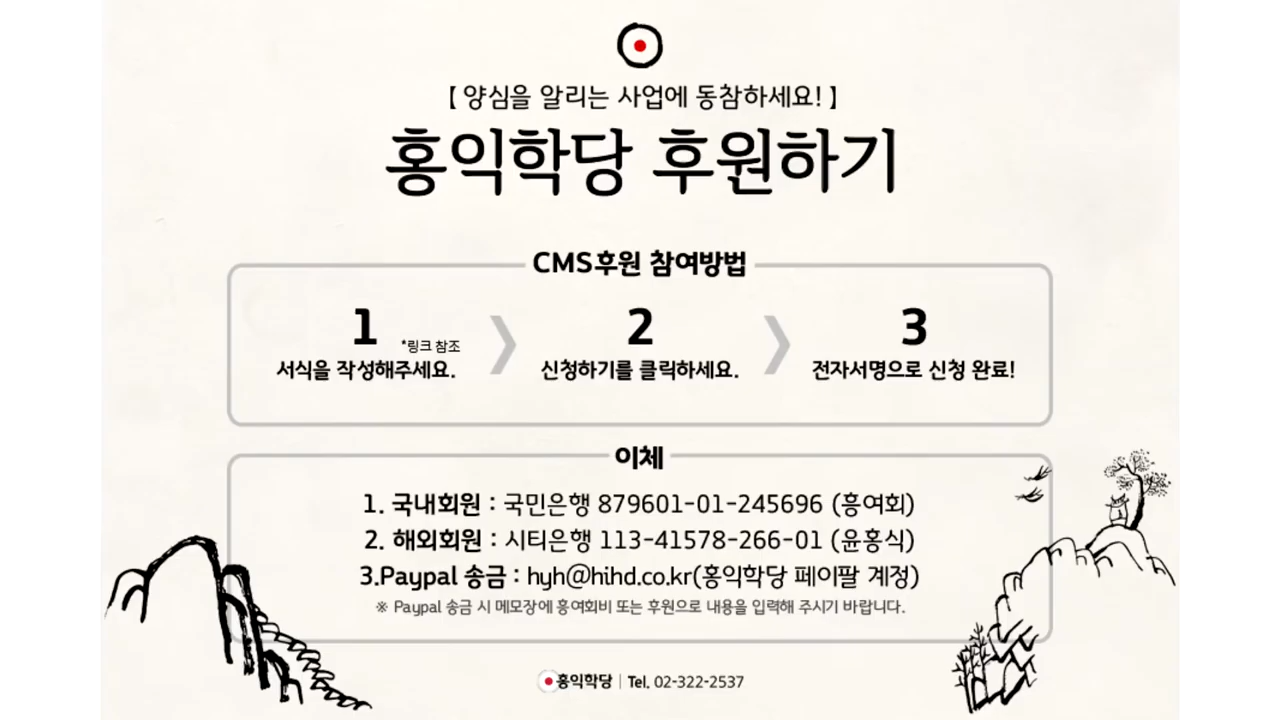 【 양심을 알리는 사업에 동참하세요! 】
홍익학당 후원하기
CMS후원 참여방법
1 *링크 참조
서식을 작성해주세요.
2
신청하기를 클릭하세요.
3
전자서명으로 신청 완료!
이체
1. 국내회원 : 국민은행 879601-01-245696 (흥여회)
2. 해외회원 : 시티은행 113-41578-266-01 (윤홍식)
3.Paypal 송금 : hyh@hihd.co.kr(홍익학당 페이팔 계정)
※ Paypal 송금 시 메모장에 흥여회비 또는 후원으로 내용을 입력해 주시기 바랍니다.
홍익학당 | Tel. 02-322-2537